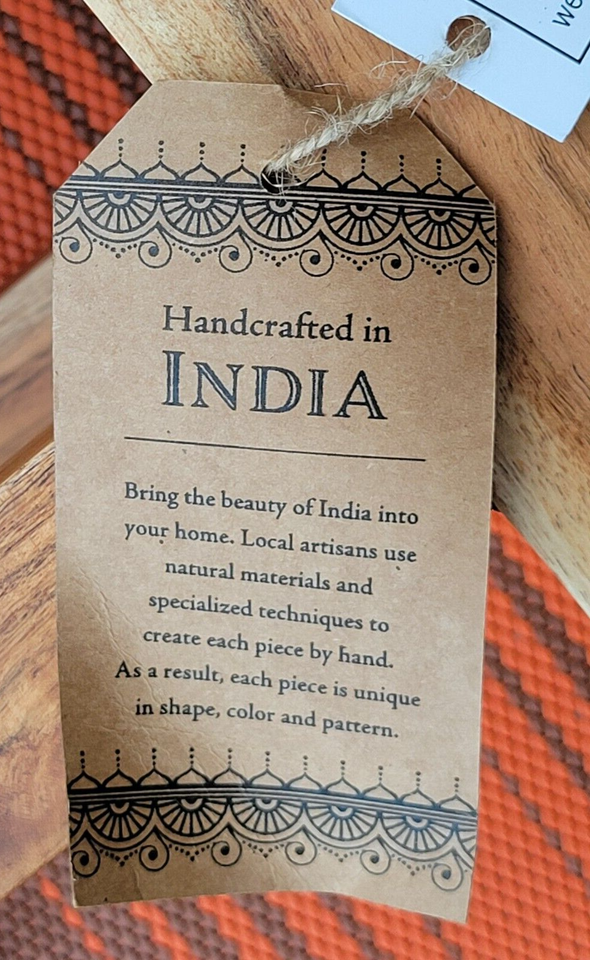 We
Handcrafted in
INDIA
Bring the beauty of India into
your home. Local artisans use
natural materials and
specialized techniques to
create each piece by hand.
As a result, each piece is unique
in shape, color and pattern.